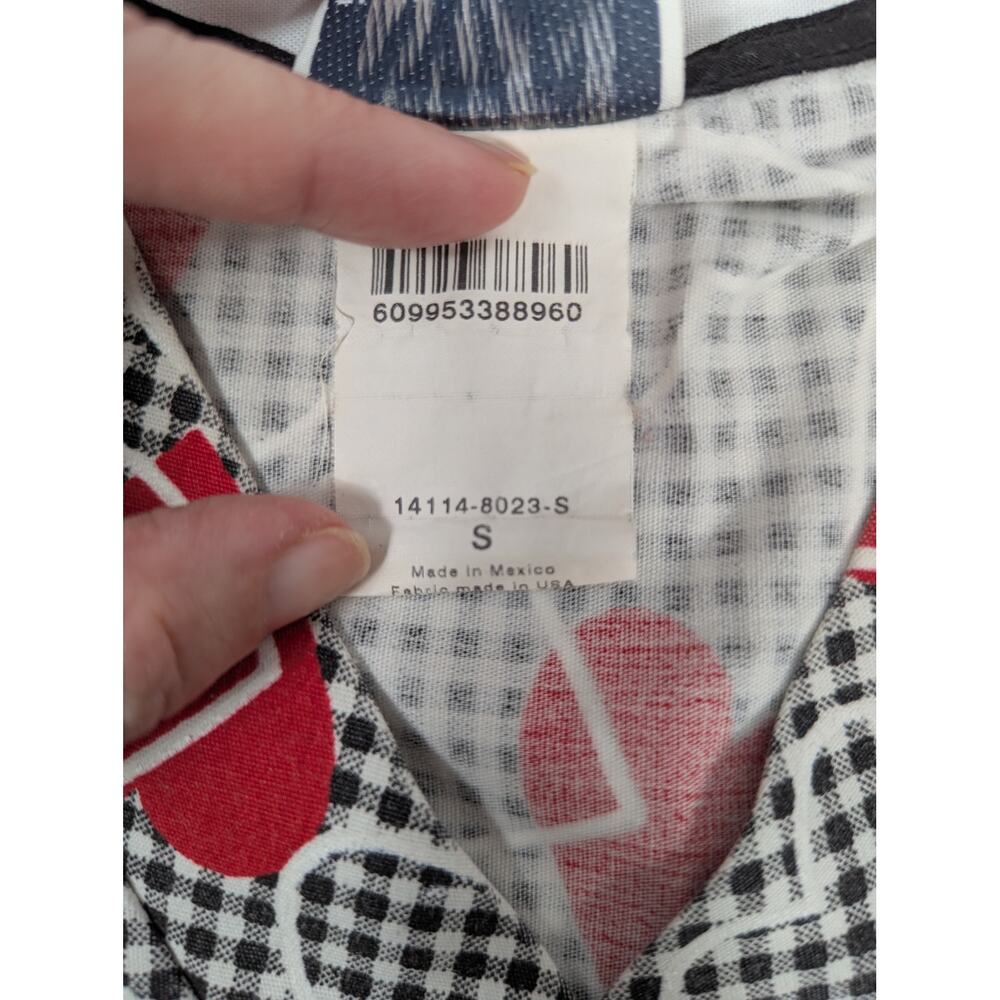 609953388960
14114-8023-S
S
Made in Mexico
Fabric made in USA